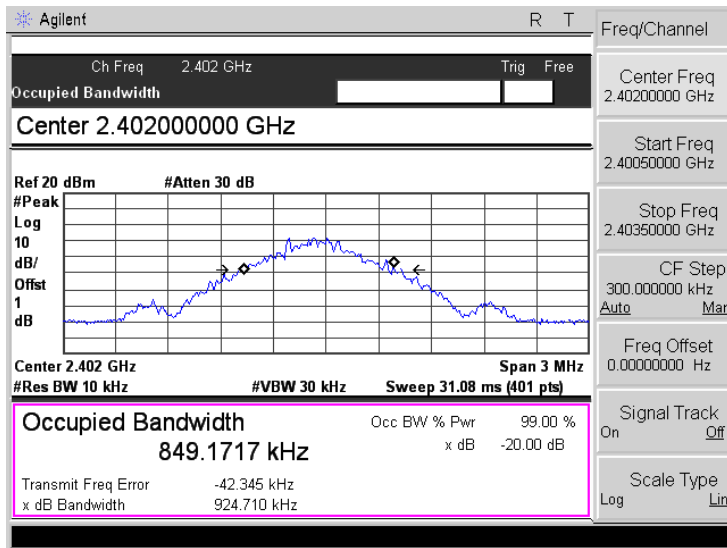 Agilent R T
Freq/Channel
Ch Freq 2.402 GHz Trig Free
Occupied Bandwidth
Center 2.402000000 GHz
Center Freq
2.40200000 GHz
Start Freq
2.40050000 GHz
Stop Freq
2.40350000 GHz
CF Step
300.000000 kHz
Auto Man
Freq Offset
0.00000000 Hz
Signal Track
On Off
Scale Type
Log Lin
Ref 20 dBm #Atten 30 dB
#Peak
Log
10
dB/
Offst
1
dB
Center 2.402 GHz Span 3 MHz
#Res BW 10 kHz #VBW 30 kHz Sweep 31.08 ms (401 pts)
Occupied Bandwidth Occ BW % Pwr 99.00 %
849.1717 kHz x dB -20.00 dB
Transmit Freq Error -42.345 kHz
x dB Bandwidth 924.710 kHz